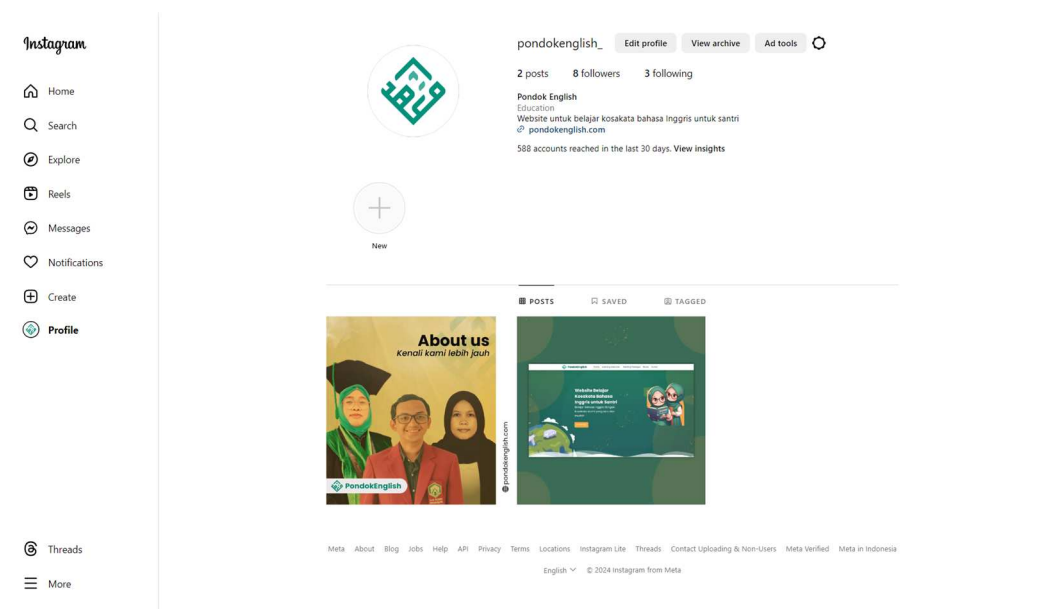 Instagram
Home
Search
Explore
Reels
Messages
Notifications
Create
Profile
Threads
More
pondokenglish_ Edit profile View archive Ad tools
2 posts 8 followers 3 following
Pondok English
Education
Website untuk belajar kosakata bahasa Inggris untuk santri
pondokenglish.com
588 accounts reached in the last 30 days. View insights
New
POSTS SAVED TAGGED
About us
Kenali kami lebih jauh
PondokEnglish
pondokenglish.com
Website Belajar
Kosakata Bahasa
Inggris untuk Santri
Meta About Blog Jobs Help API Privacy Terms Locations Instagram Lite Threads Contact Uploading & Non-Users Meta Verified Meta in Indonesia
English © 2024 Instagram from Meta